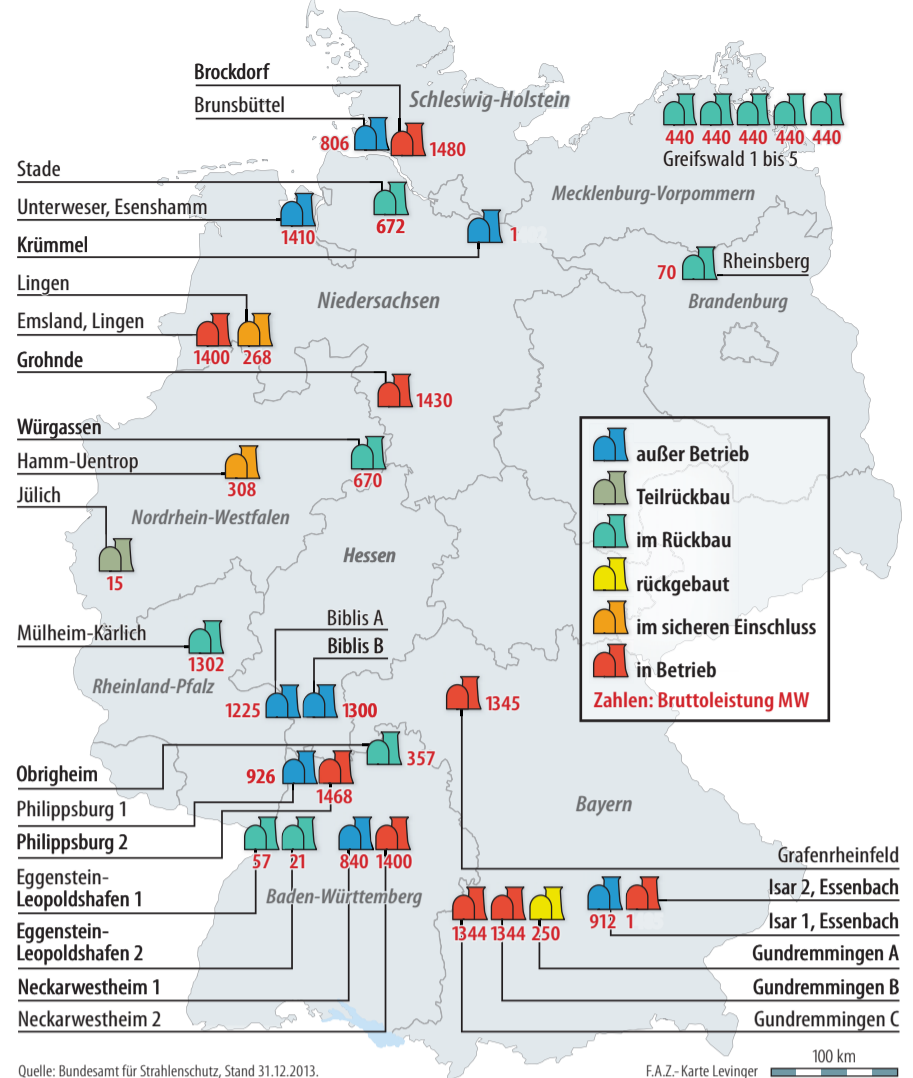 Brockdorf
Brunsbüttel
Schleswig-Holstein
806
1480
440 440 440 440 440
Greifswald 1 bis 5
Stade
Mecklenburg-Vorpommern
Unterweser, Esenshamm
672
1410
1
Krümmel
70
Rheinsberg
Lingen
Niedersachsen
Brandenburg
Emsland, Lingen
1400
268
Grohnde
1430
Würgassen
Hamm-Uentrop
670
308
Jülich
Nordrhein-Westfalen
Hessen
15
außer Betrieb
Teilrückbau
im Rückbau
rückgebaut
im sicheren Einschluss
in Betrieb
Zahlen: Bruttoleistung MW
Biblis A
Mülheim-Kärlich
Biblis B
1302
Rheinland-Pfalz
1225
1300
1345
357
Obrigheim
926
1468
Philippsburg 1
Bayern
Philippsburg 2
57
21
840
1400
Grafenrheinfeld
Eggenstein-
Leopoldshafen 1
Baden-Württemberg
Isar 2, Essenbach
912
1
Isar 1, Essenbach
1344
1344
250
Eggenstein-
Leopoldshafen 2
Gundremmingen A
Neckarwestheim 1
Gundremmingen B
Neckarwestheim 2
Gundremmingen C
100 km
Quelle: Bundesamt für Strahlenschutz, Stand 31.12.2013.
F.A.Z.- Karte Levinger